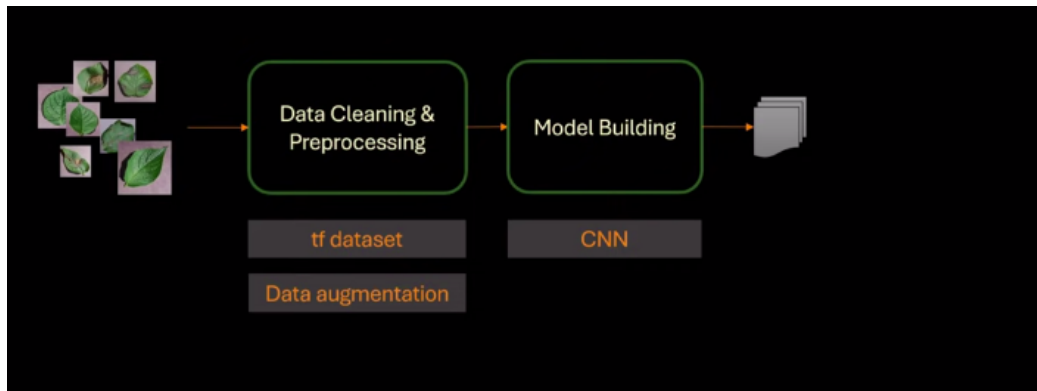 Data Cleaning &
Preprocessing
Model Building
tf dataset
CNN
Data augmentation